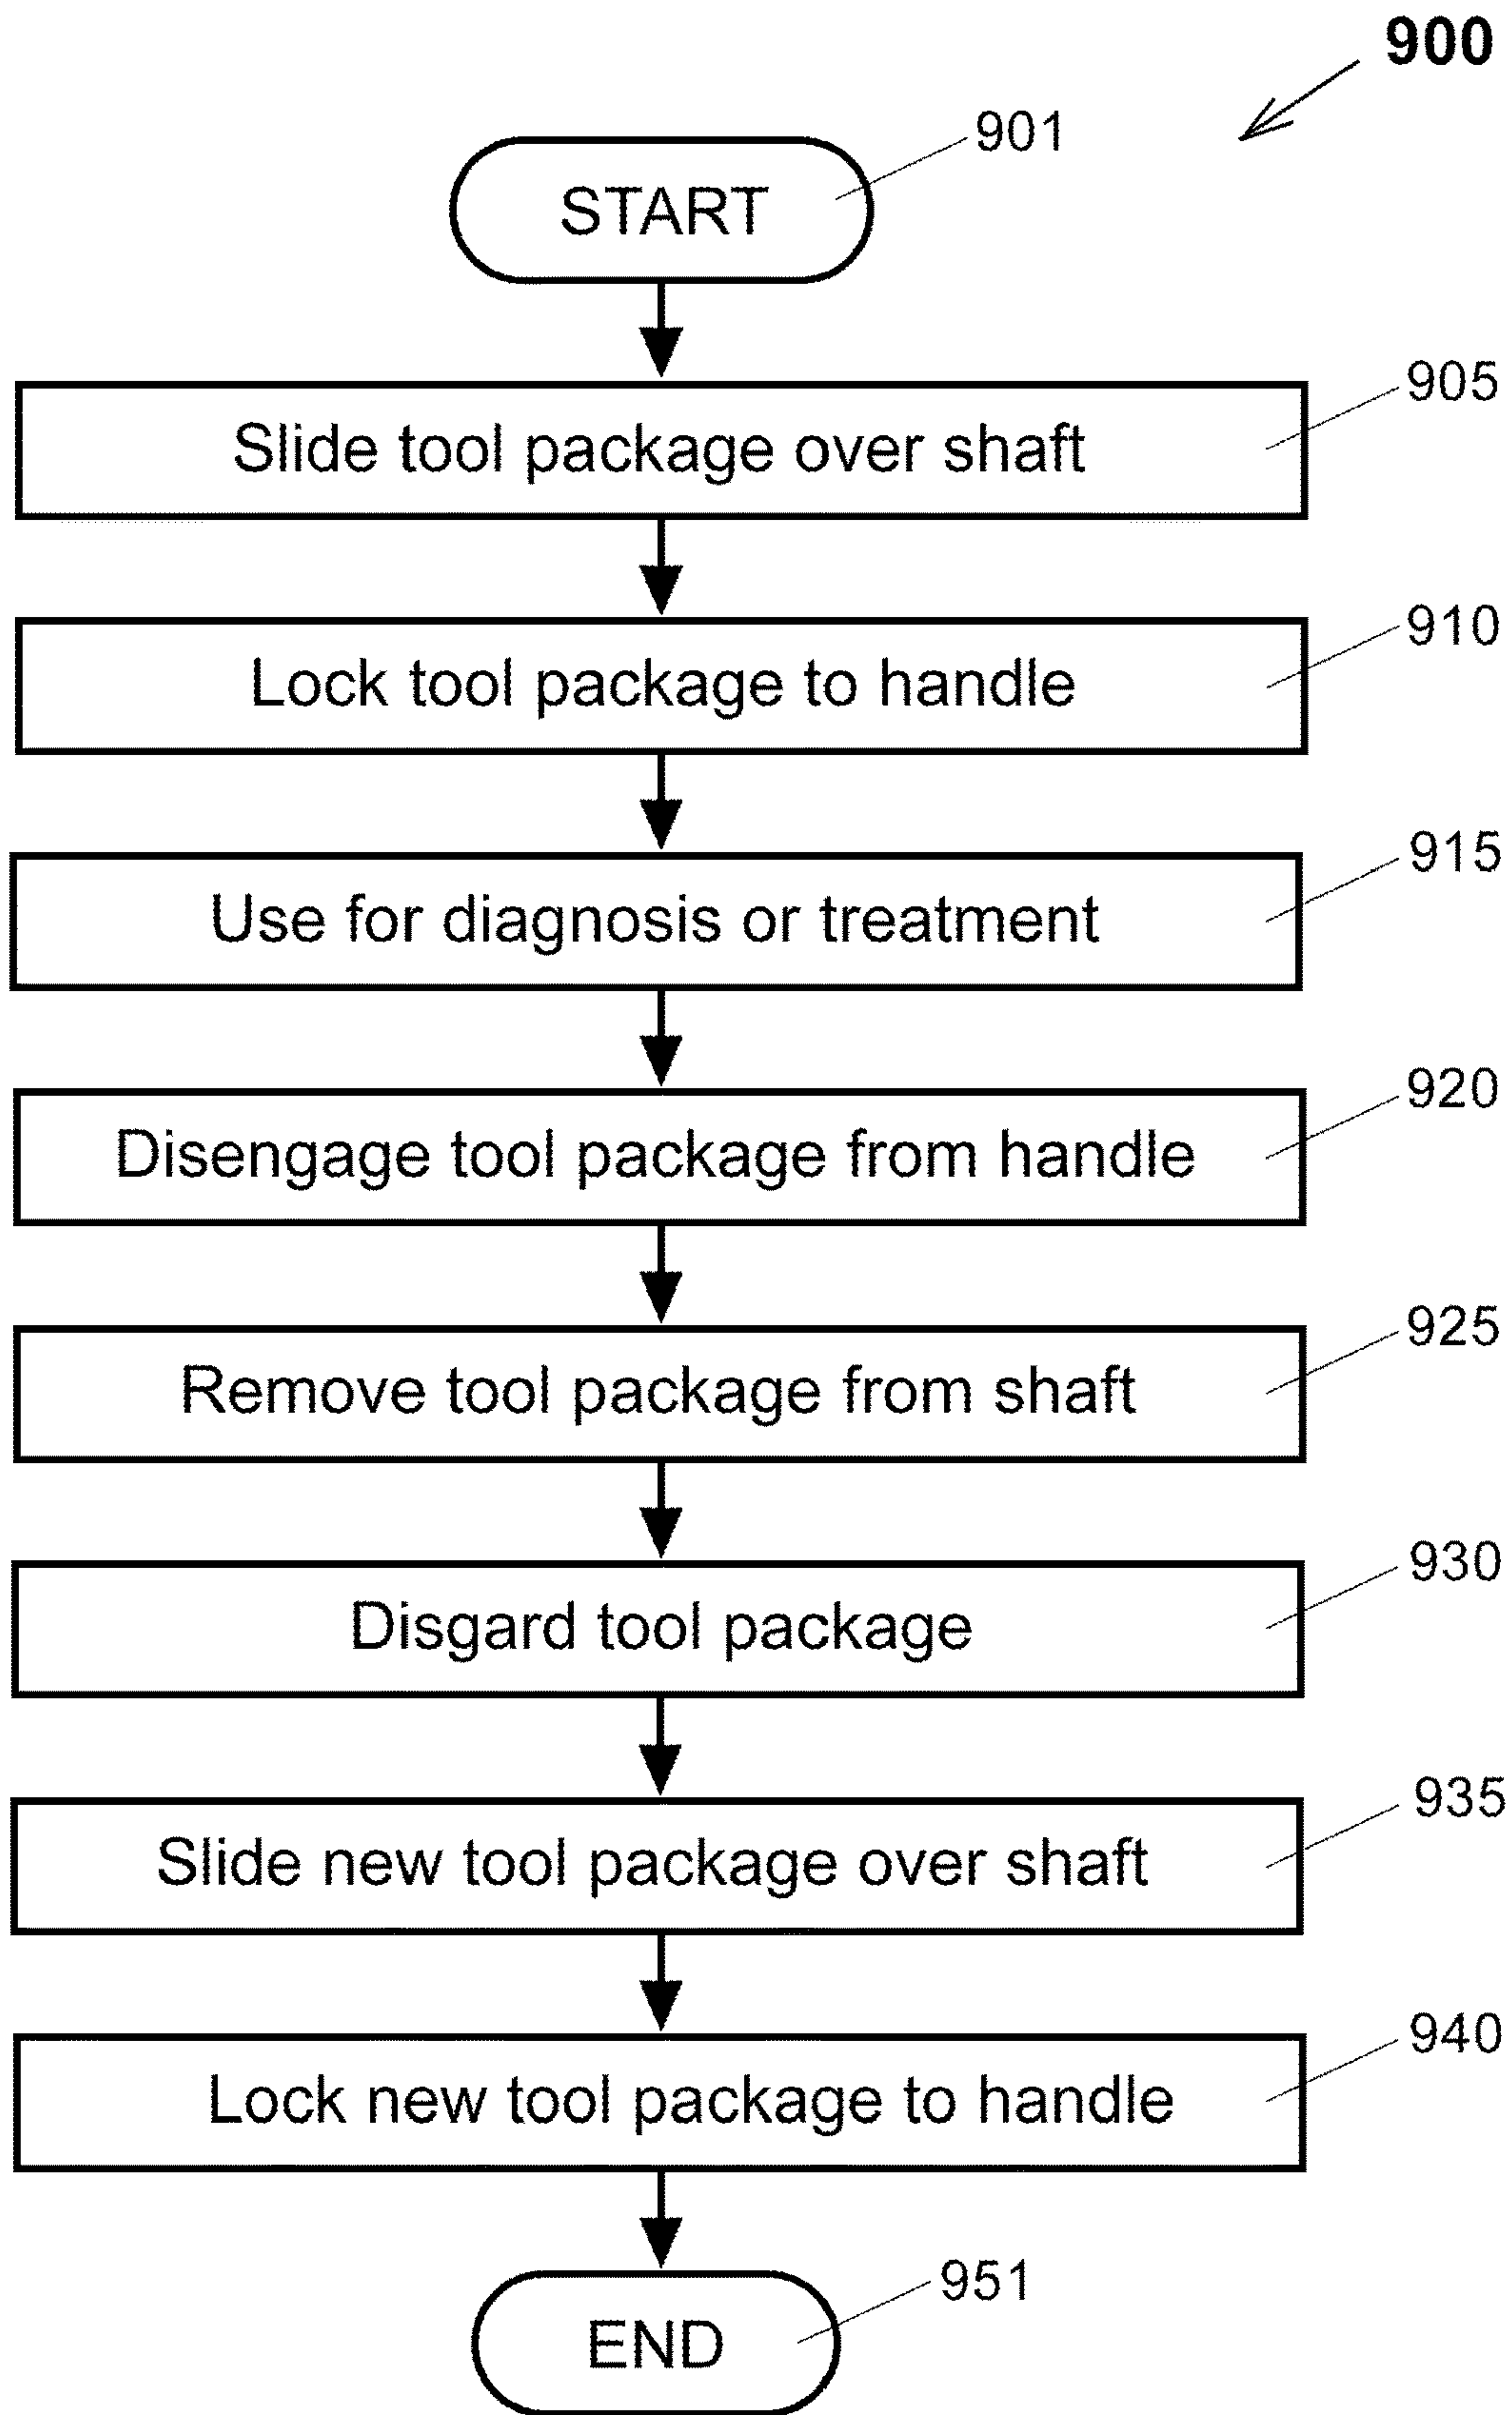 900
901
START
905
Slide tool package over shaft
910
Lock tool package to handle
915
Use for diagnosis or treatment
920
Disengage tool package from handle
925
Remove tool package from shaft
930
Disgard tool package
935
Slide new tool package over shaft
940
Lock new tool package to handle
951
END